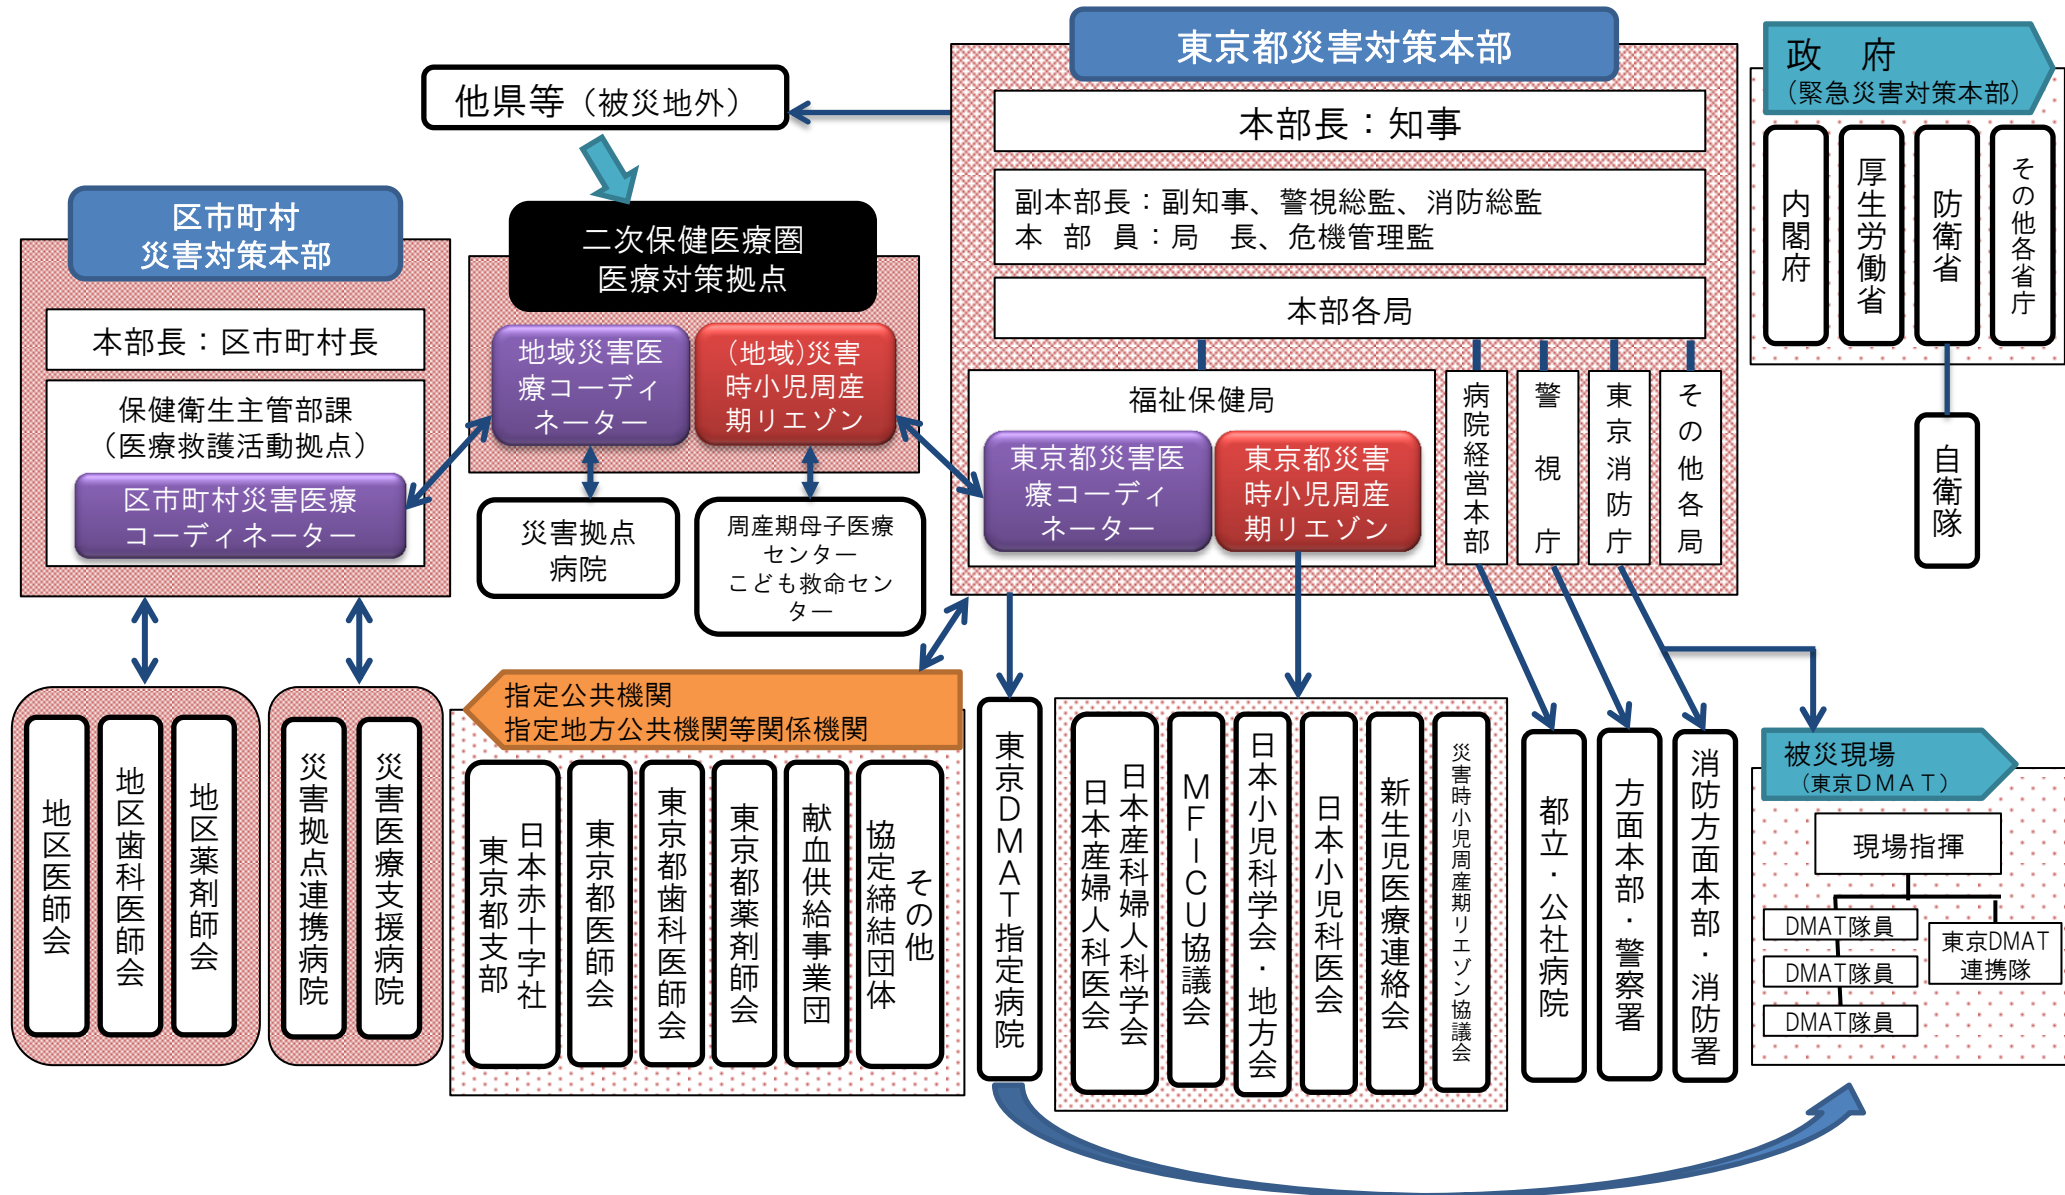 東京都災害対策本部
本部長：知事
副本部長：副知事、警視総監、消防総監
本　部　員：局　長、危機管理監
本部各局
福祉保健局
東京都災害医
療コーディ
ネーター
東京都災害
時小児周産
期リエゾン
病院経営本部
警視庁
東京消防庁
その他各局
政　府
（緊急災害対策本部）
内閣府
厚生労働省
防衛省
その他各省庁
自衛隊
他県等（被災地外）
二次保健医療圏
医療対策拠点
地域災害医
療コーディ
ネーター
(地域)災害
時小児周産
期リエゾン
災害拠点
病院
周産期母子医療
センター
こども救命セン
ター
区市町村
災害対策本部
本部長：区市町村長
保健衛生主管部課
（医療救護活動拠点）
区市町村災害医療
コーディネーター
地区医師会
地区歯科医師会
地区薬剤師会
災害拠点連携病院
災害医療支援病院
指定公共機関
指定地方公共機関等関係機関
日本赤十字社
東京都支部
東京都医師会
東京都歯科医師会
東京都薬剤師会
献血供給事業団
その他
協定締結団体
東京DMAT指定病院
日本産科婦人科学会
日本産婦人科医会
MFICU協議会
日本小児科学会・地方会
日本小児科医会
新生児医療連絡会
災害時小児周産期リエゾン協議会
都立・公社病院
方面本部・警察署
消防方面本部・消防署
被災現場
（東京DMAT）
現場指揮
DMAT隊員
DMAT隊員
DMAT隊員
東京DMAT
連携隊